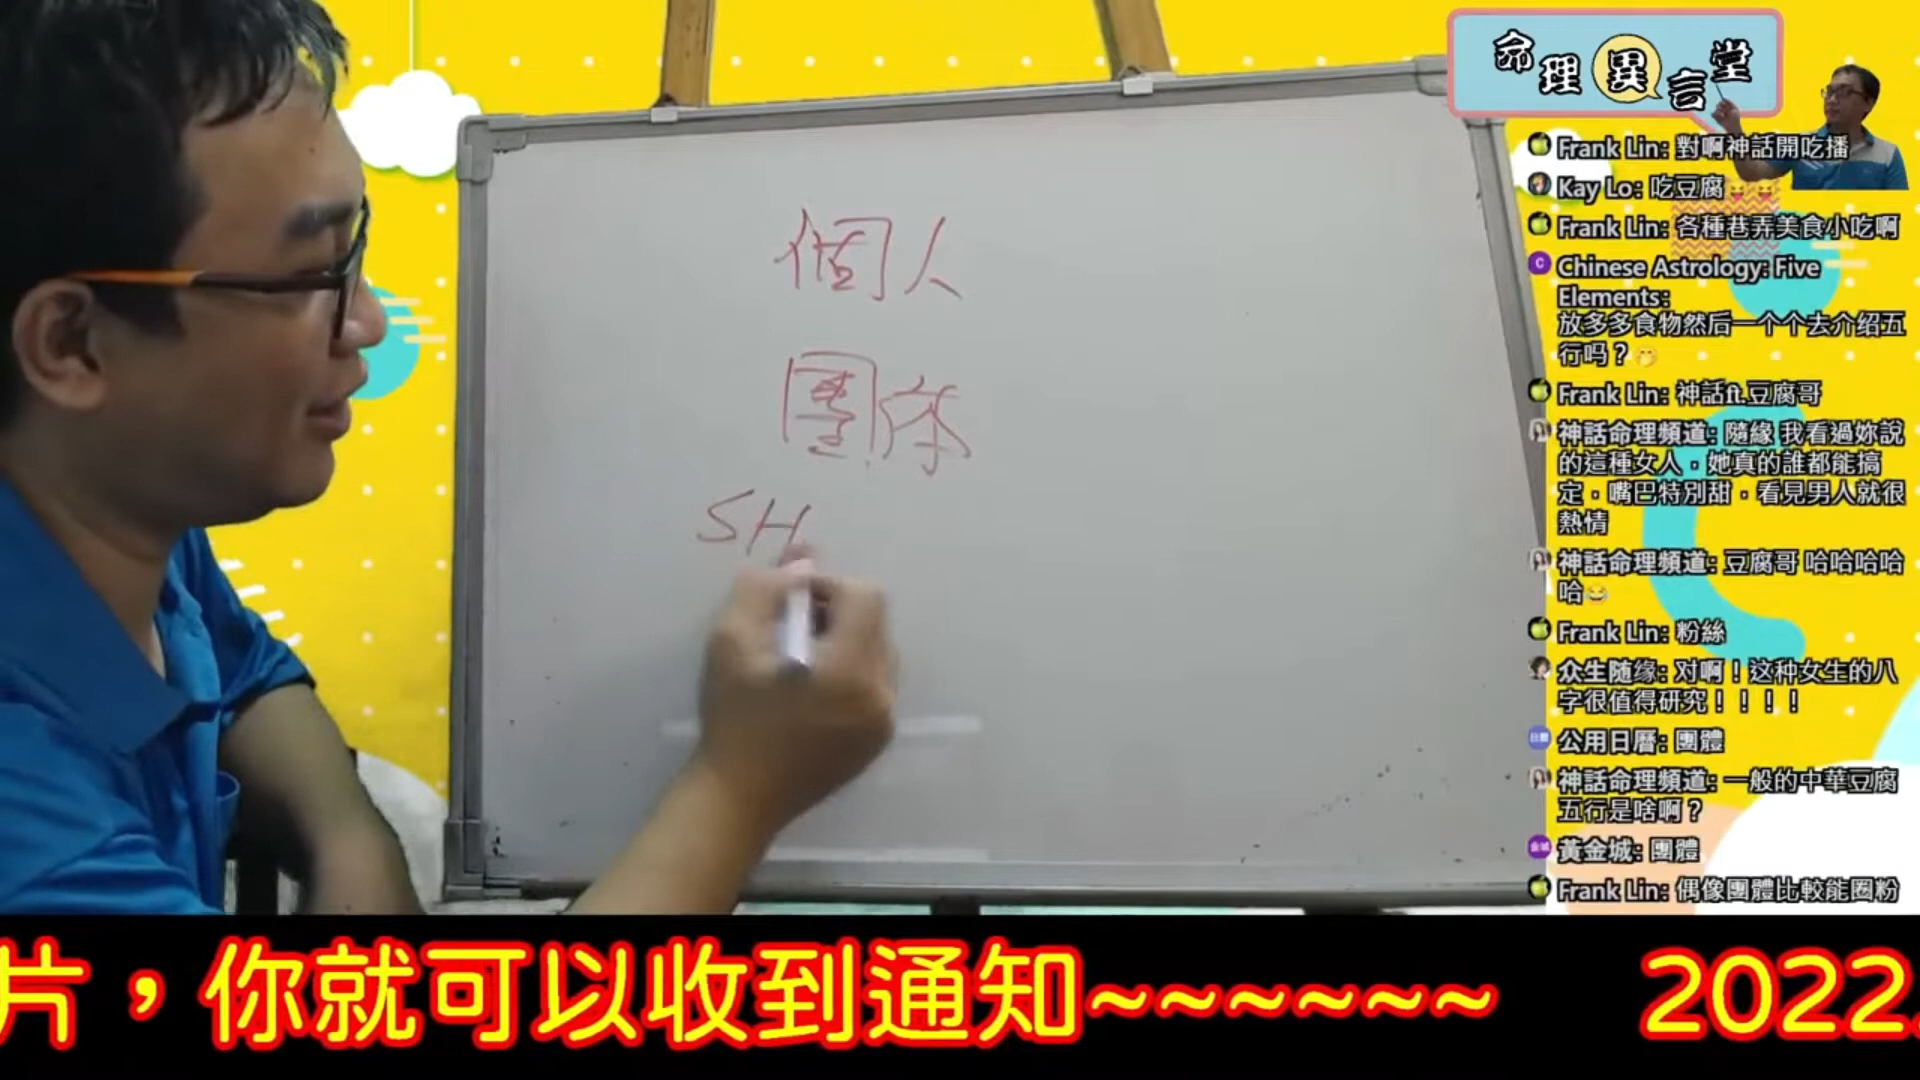 命理異言堂
個人
團体
SH
Frank Lin: 對啊神話開吃播
Kay Lo: 吃豆腐
Frank Lin: 各種巷弄美食小吃啊
Chinese Astrology: Five
Elements:
放多多食物然后一个个去介绍五
行吗？
Frank Lin: 神話ft.豆腐哥
神話命理頻道: 隨緣 我看過妳說
的這種女人，她真的誰都能搞
定，嘴巴特別甜，看見男人就很
熱情
神話命理頻道: 豆腐哥 哈哈哈哈
哈
Frank Lin: 粉絲
众生随缘: 对啊！这种女生的八
字很值得研究！！！！
公用日曆: 團體
神話命理頻道: 一般的中華豆腐
五行是啥啊？
黃金城: 團體
Frank Lin: 偶像團體比較能圈粉
片，你就可以收到通知~~~~~~~ 2022.